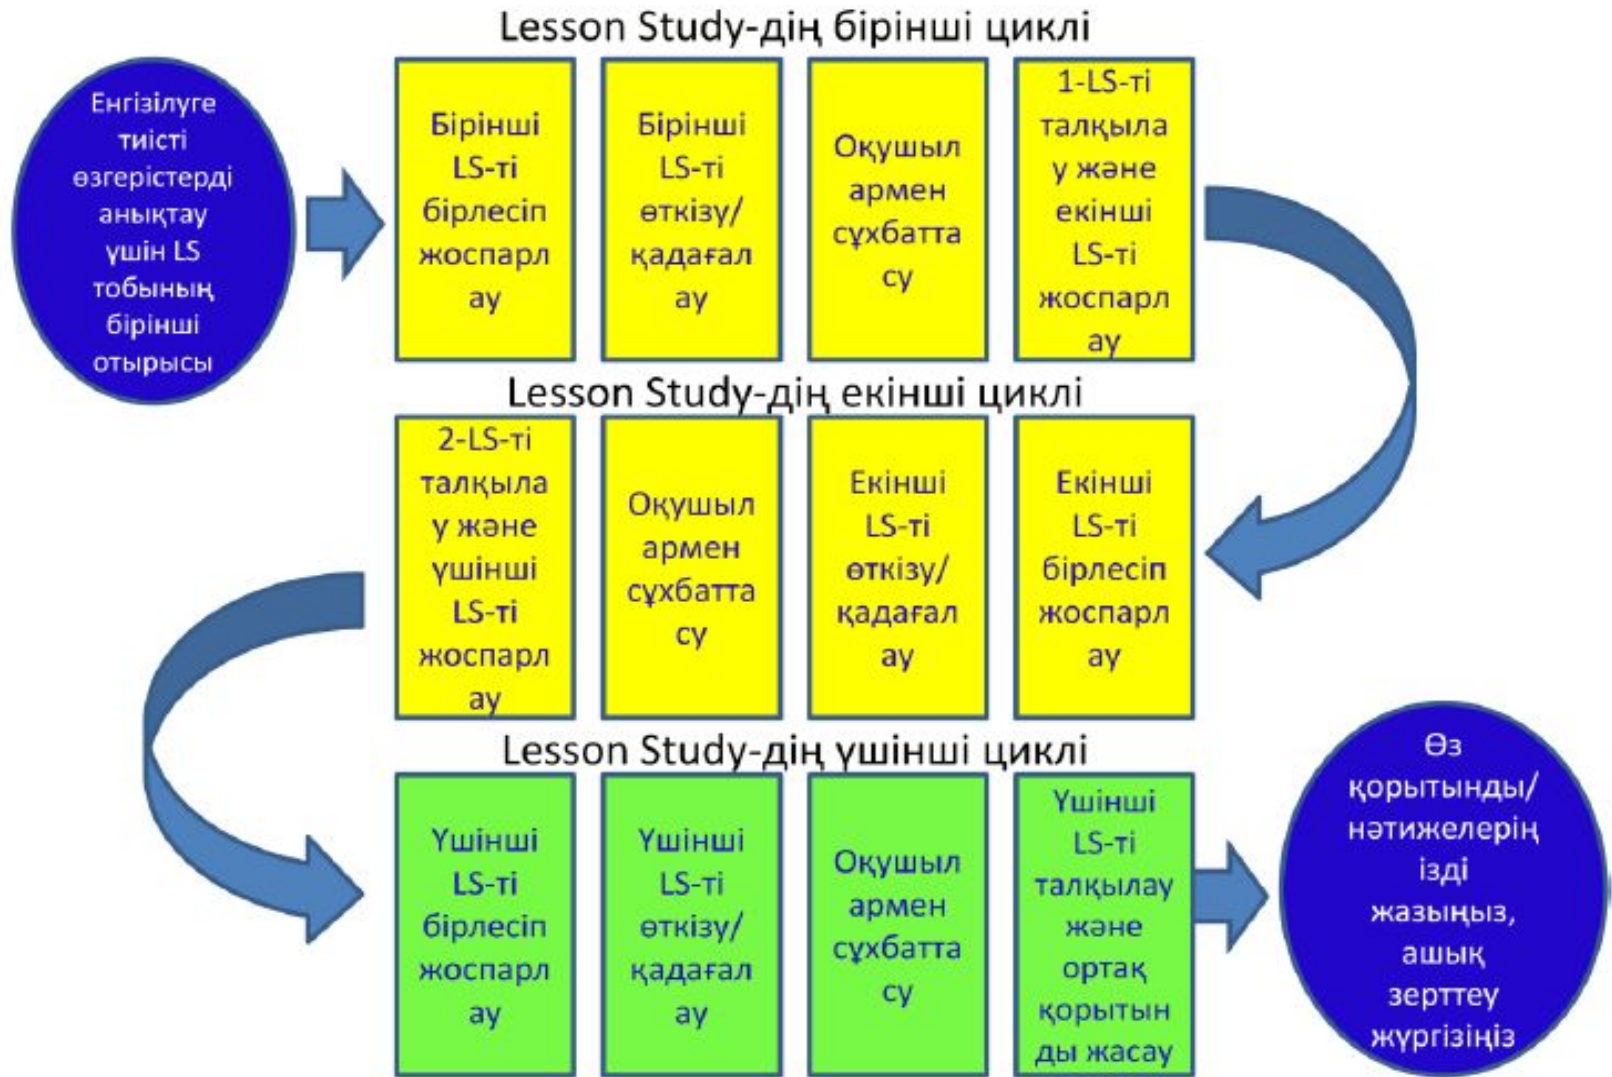 Lesson Study-дің бірінші циклі
Енгізілуге
тиісті
өзгерістерді
анықтау
үшін LS
тобының
бірінші
отырысы
Бірінші
LS-ті
бірлесіп
жоспарл
ау
Бірінші
LS-ті
өткізу/
қадағал
ау
Оқушыл
армен
сұхбатта
су
1-LS-ті
талқыла
у және
екінші
LS-ті
жоспарл
ау
Lesson Study-дің екінші циклі
2-LS-ті
талқыла
у және
үшінші
LS-ті
жоспарл
ау
Оқушыл
армен
сұхбатта
су
Екінші
LS-ті
өткізу/
қадағал
ау
Екінші
LS-ті
бірлесіп
жоспарл
ау
Lesson Study-дің үшінші циклі
Үшінші
LS-ті
бірлесіп
жоспарл
ау
Үшінші
LS-ті
өткізу/
қадағал
ау
Оқушыл
армен
сұхбатта
су
Үшінші
LS-ті
талқылау
және
ортақ
қорытын
ды жасау
Өз
қорытынды/
нәтижелерің
ізді
жазыңыз,
ашық
зерттеу
жүргізіңіз